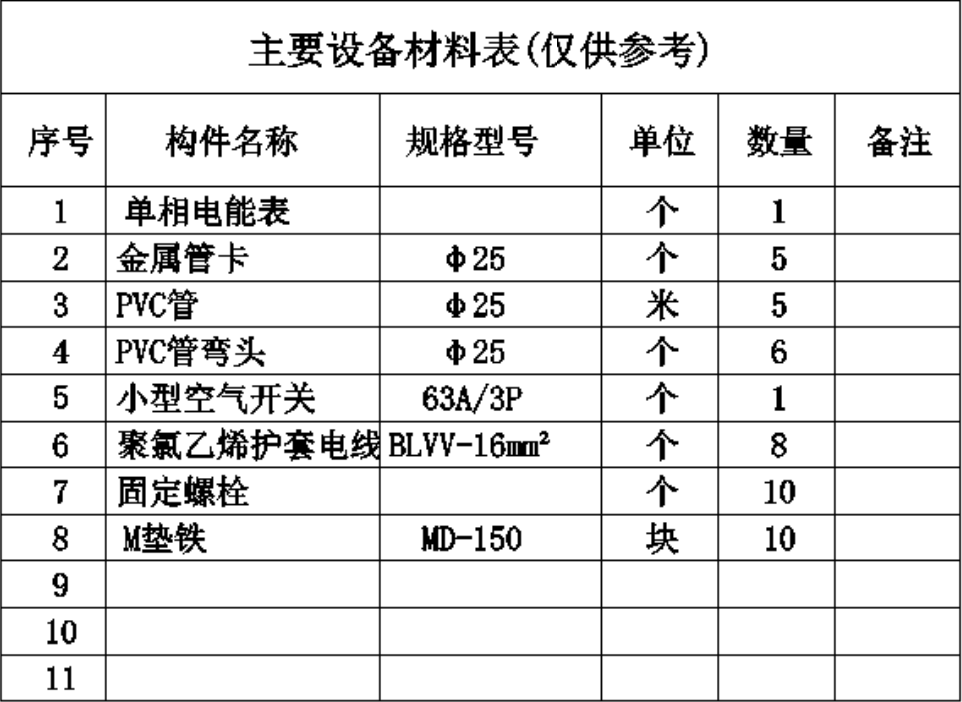 主要设备材料表(仅供参考)
序号 构件名称 规格型号 单位 数量 备注
1 单相电能表 个 1
2 金属管卡 φ25 个 5
3 PVC管 φ25 米 5
4 PVC管弯头 φ25 个 6
5 小型空气开关 63A/3P 个 1
6 聚氯乙烯护套电线 BLVV-16mm² 个 8
7 固定螺栓 个 10
8 M垫铁 MD-150 块 10
9
10
11